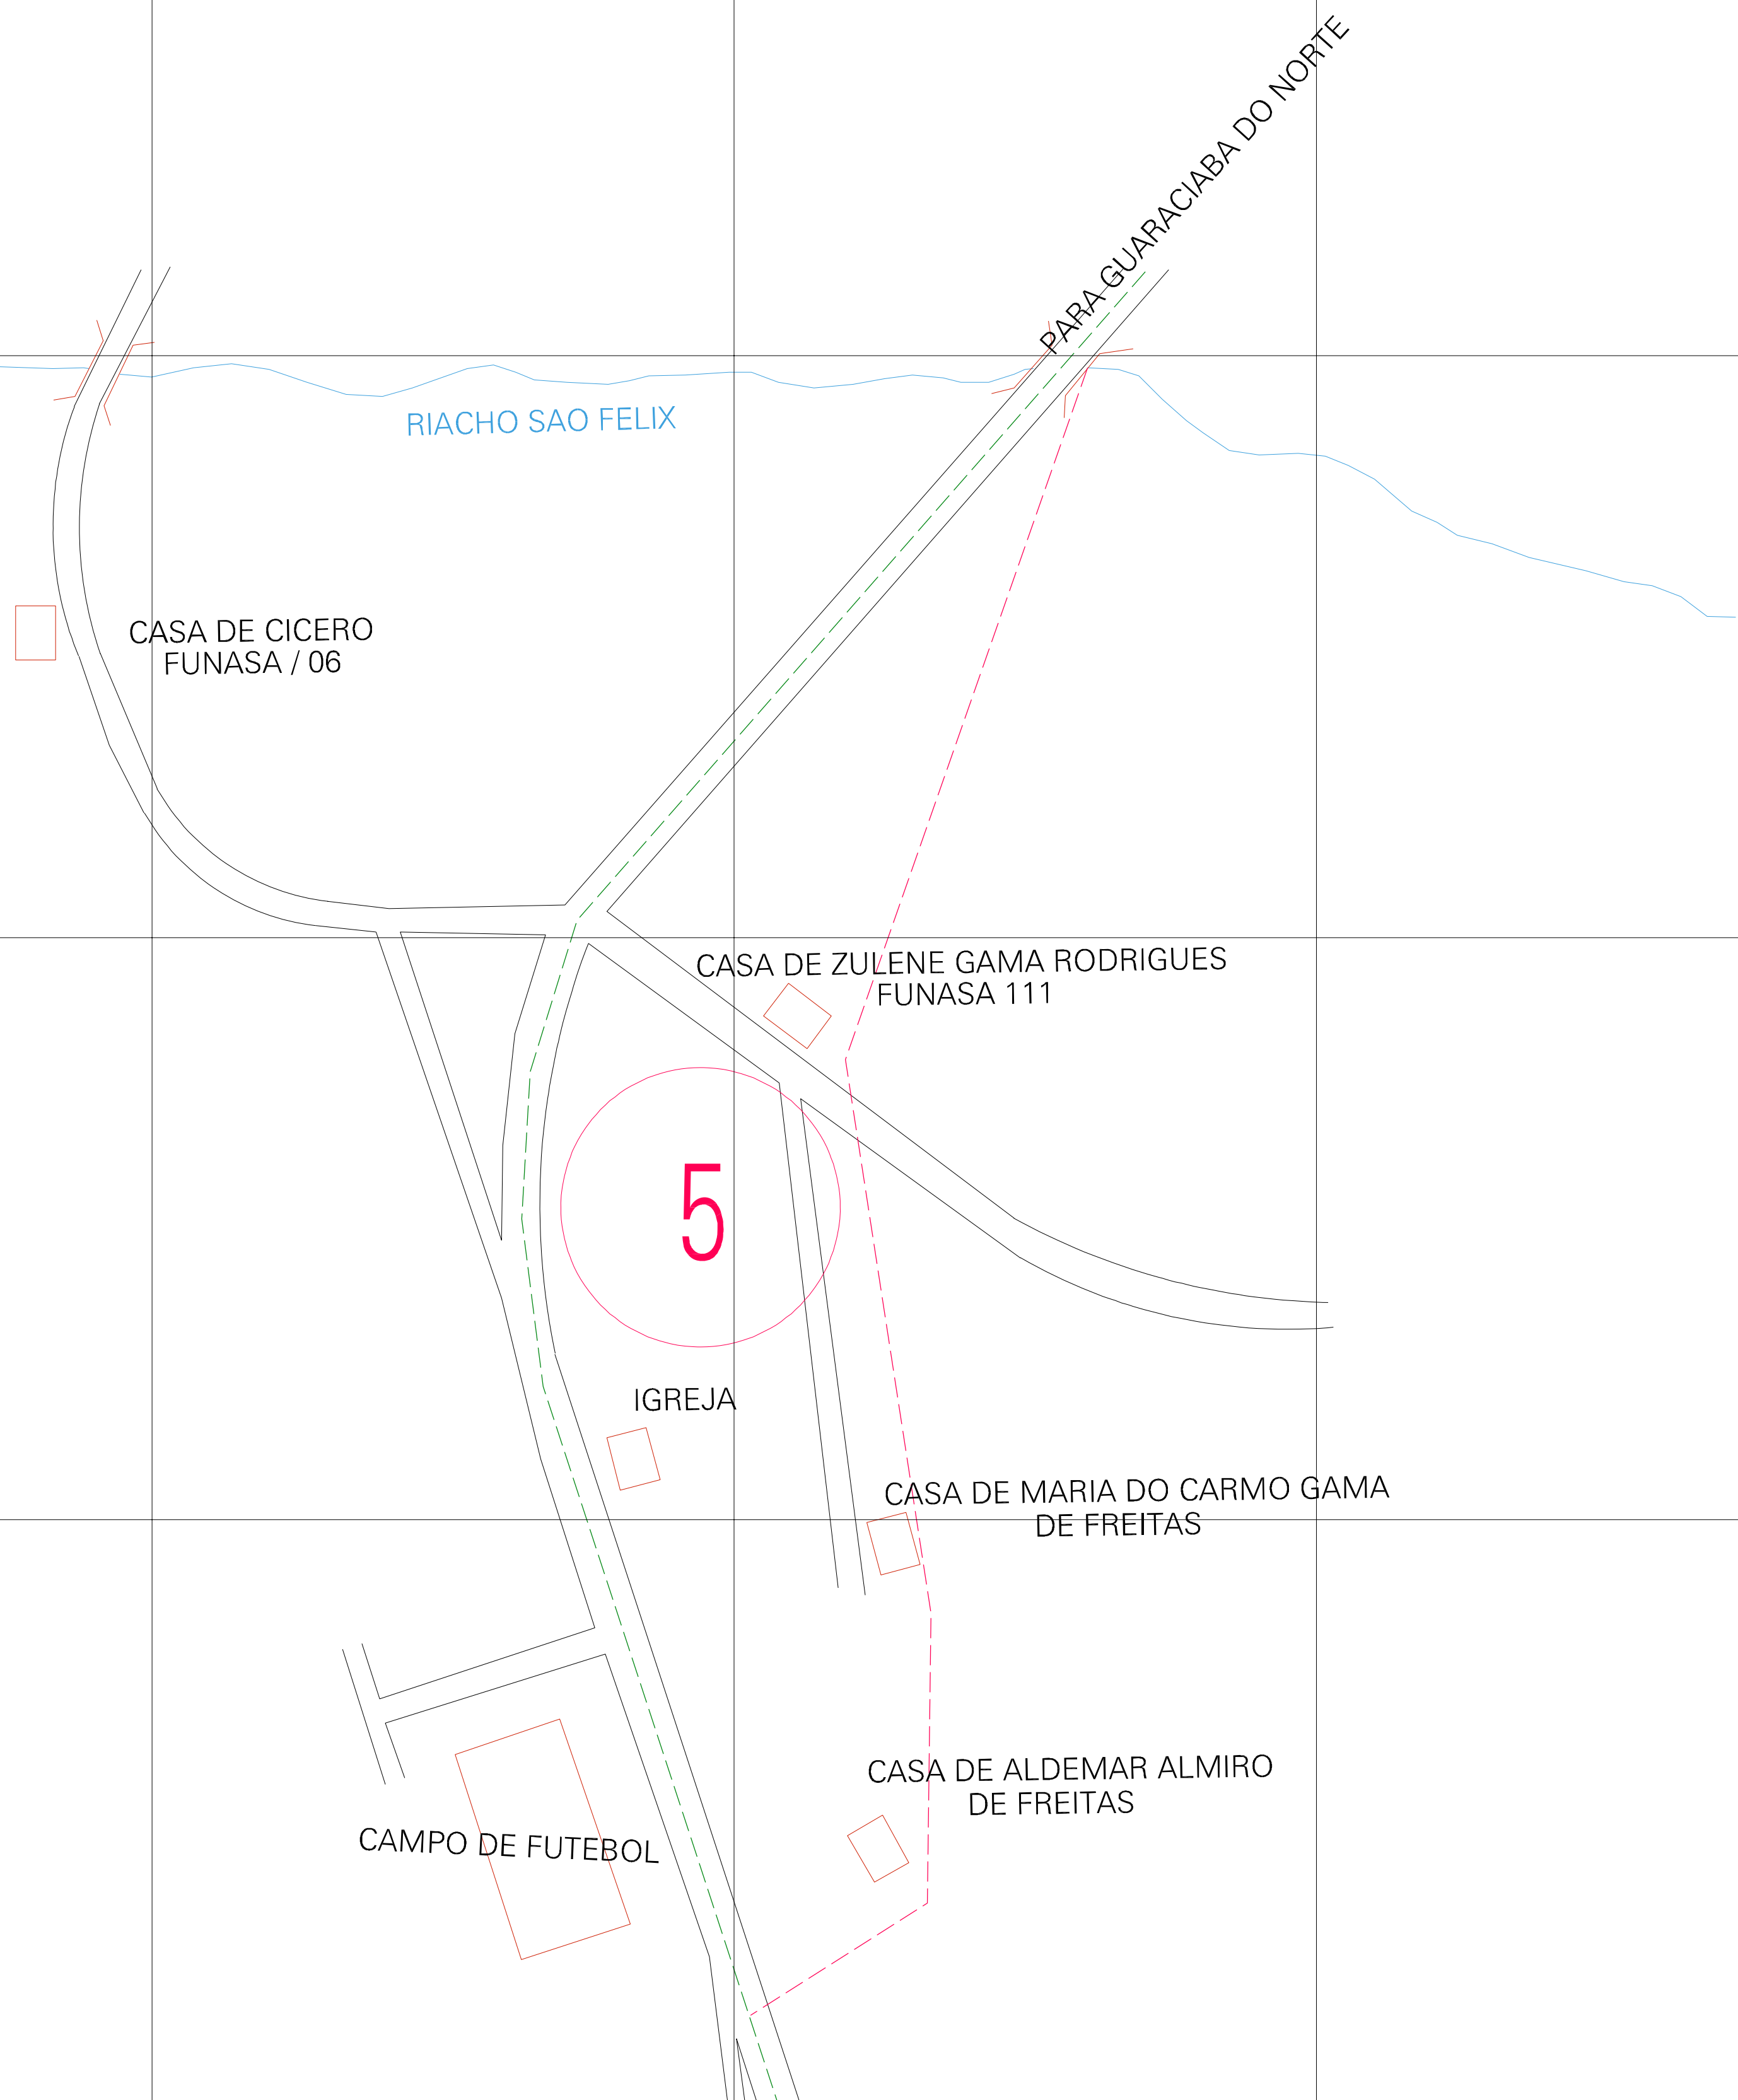 PARA GUARACIABA DO NORTE
RIACHO SAO FELIX
CASA DE CICERO
FUNASA / 06
CASA DE ZULENE GAMA RODRIGUES
FUNASA 111
5
IGREJA
CASA DE MARIA DO CARMO GAMA
DE FREITAS
CASA DE ALDEMAR ALMIRO
DE FREITAS
CAMPO DE FUTEBOL